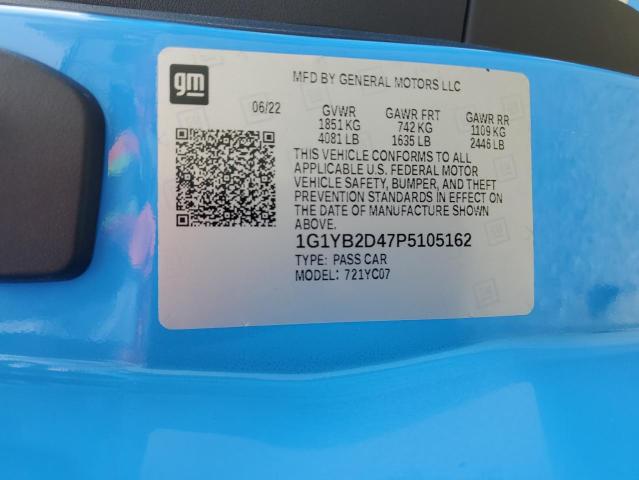 gm
MFD BY GENERAL MOTORS LLC
06/22 GVWR GAWR FRT GAWR RR
1851 KG 742 KG 1109 KG
4081 LB 1635 LB 2446 LB
THIS VEHICLE CONFORMS TO ALL
APPLICABLE U.S. FEDERAL MOTOR
VEHICLE SAFETY, BUMPER, AND THEFT
PREVENTION STANDARDS IN EFFECT ON
THE DATE OF MANUFACTURE SHOWN
ABOVE.
1G1YB2D47P5105162
TYPE: PASS CAR
MODEL: 721YC07